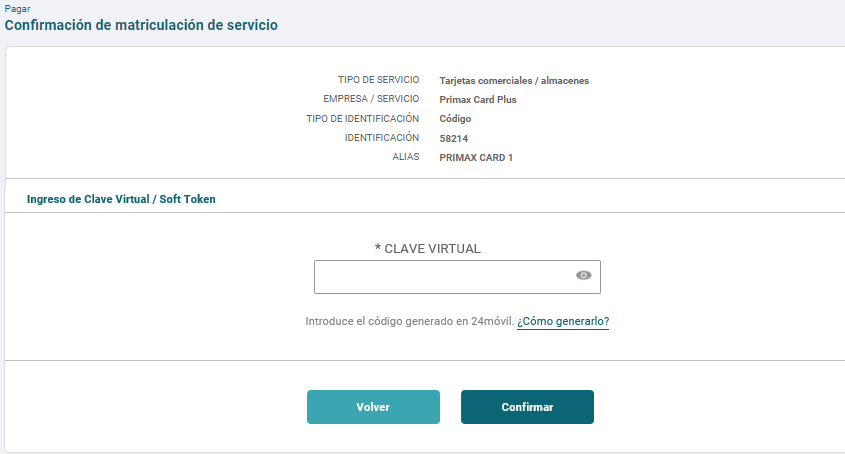 Pagar
Confirmación de matriculación de servicio
TIPO DE SERVICIO Tarjetas comerciales / almacenes
EMPRESA / SERVICIO Primax Card Plus
TIPO DE IDENTIFICACIÓN Código
IDENTIFICACIÓN 58214
ALIAS PRIMAX CARD 1
Ingreso de Clave Virtual / Soft Token
* CLAVE VIRTUAL
Introduce el código generado en 24móvil. ¿Cómo generarlo?
Volver Confirmar